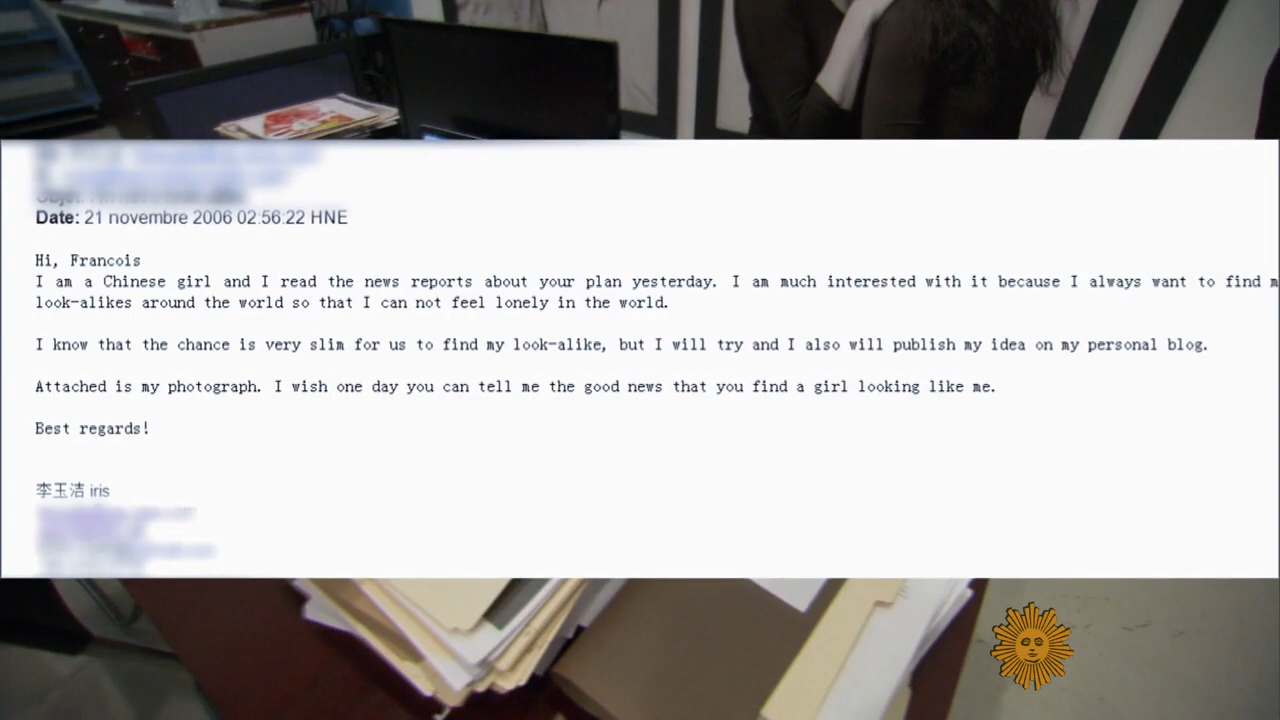 Date: 21 novembre 2006 02:56:22 HNE
Hi, Francois
I am a Chinese girl and I read the news reports about your plan yesterday. I am much interested with it because I always want to find
look-alikes around the world so that I can not feel lonely in the world.
I know that the chance is very slim for us to find my look-alike, but I will try and I also will publish my idea on my personal blog.
Attached is my photograph. I wish one day you can tell me the good news that you find a girl looking like me.
Best regards!
李玉洁 iris